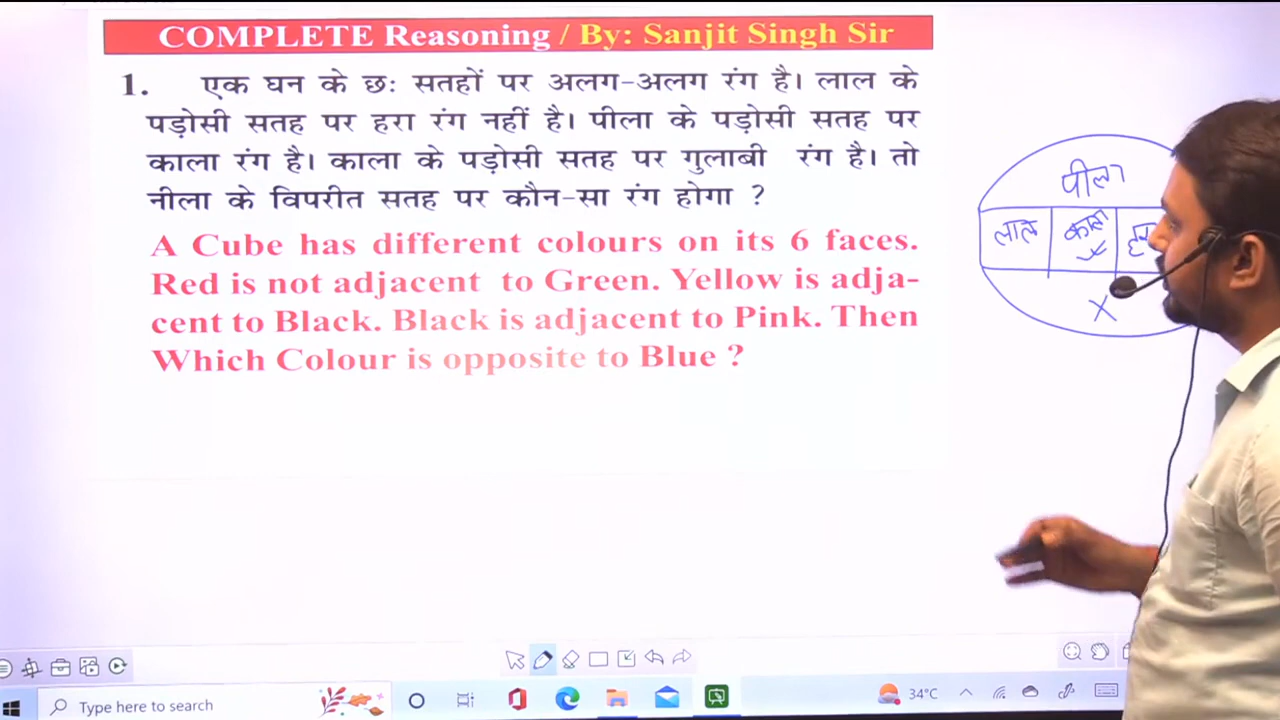 COMPLETE Reasoning / By: Sanjit Singh Sir
1. एक घन के छः सतहों पर अलग-अलग रंग है। लाल के
पड़ोसी सतह पर हरा रंग नहीं है। पीला के पड़ोसी सतह पर
काला रंग है। काला के पड़ोसी सतह पर गुलाबी रंग है। तो
नीला के विपरीत सतह पर कौन-सा रंग होगा ?
A Cube has different colours on its 6 faces.
Red is not adjacent to Green. Yellow is adja-
cent to Black. Black is adjacent to Pink. Then
Which Colour is opposite to Blue ?
पीला
लाल काला
X
Type here to search
34°C